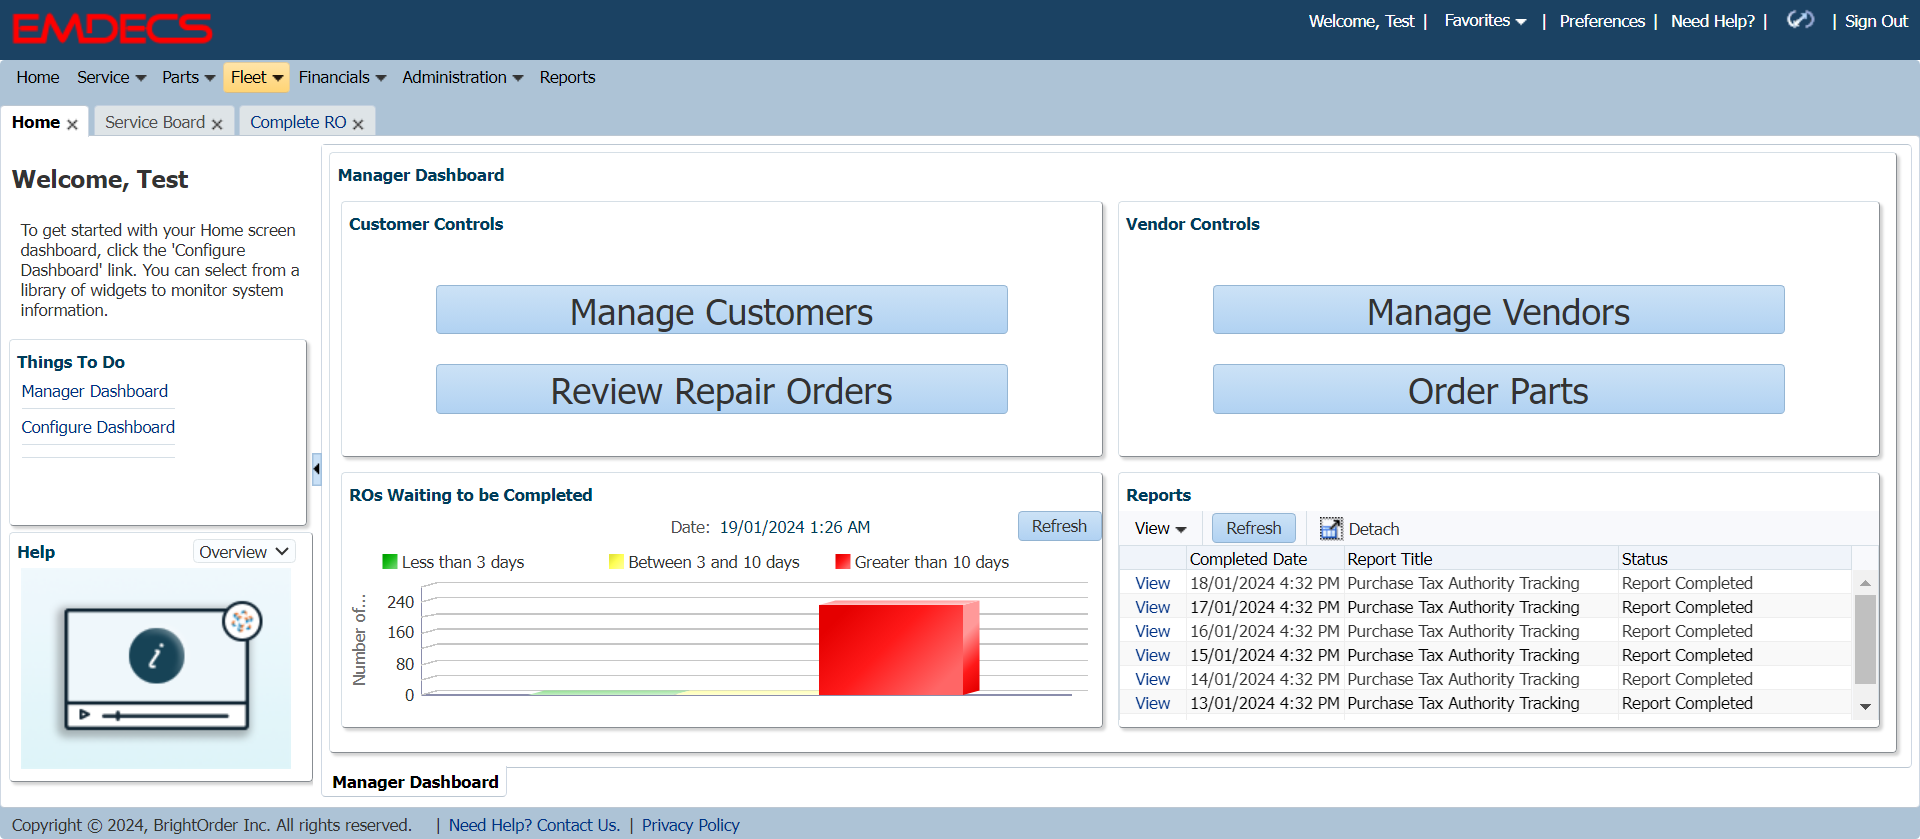 EMDECS
Welcome, Test | Favorites | Preferences | Need Help? | | Sign Out
Home Service Parts Fleet Financials Administration Reports
Home Service Board Complete RO
Welcome, Test
To get started with your Home screen
dashboard, click the 'Configure
Dashboard' link. You can select from a
library of widgets to monitor system
information.
Things To Do
Manager Dashboard
Configure Dashboard
Help Overview
i
Manager Dashboard
Customer Controls
Manage Customers
Review Repair Orders
Vendor Controls
Manage Vendors
Order Parts
ROs Waiting to be Completed
Date: 19/01/2024 1:26 AM Refresh
Less than 3 days Between 3 and 10 days Greater than 10 days
Number of...
240
160
80
0
Reports
View Refresh Detach
Completed Date Report Title Status
View 18/01/2024 4:32 PM Purchase Tax Authority Tracking Report Completed
View 17/01/2024 4:32 PM Purchase Tax Authority Tracking Report Completed
View 16/01/2024 4:32 PM Purchase Tax Authority Tracking Report Completed
View 15/01/2024 4:32 PM Purchase Tax Authority Tracking Report Completed
View 14/01/2024 4:32 PM Purchase Tax Authority Tracking Report Completed
View 13/01/2024 4:32 PM Purchase Tax Authority Tracking Report Completed
Manager Dashboard
Copyright © 2024, BrightOrder Inc. All rights reserved. | Need Help? Contact Us. | Privacy Policy